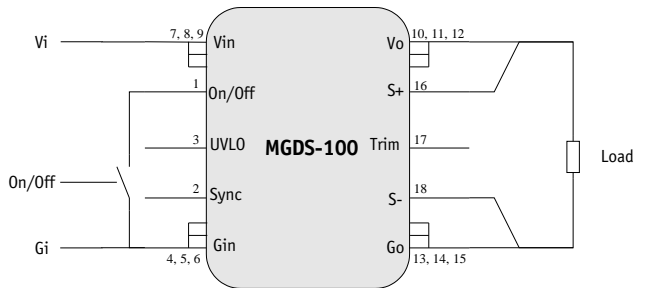 Vi 7, 8, 9 Vin Vo 10, 11, 12
1 On/Off S+ 16
3 UVLO MGDS-100 Trim 17 Load
On/Off 2 Sync S- 18
Gi Gin Go
4, 5, 6 13, 14, 15